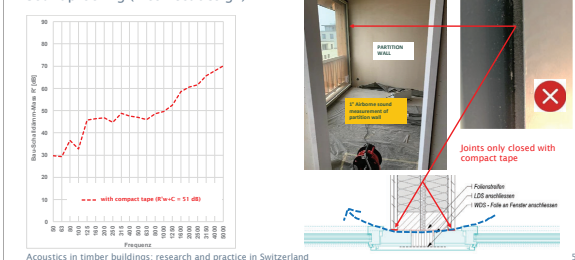 90
80
70
60
50
40
30
20
10
0
Bau-Schalldämm-Mass R' [dB]
with compact tape (R'w+C = 51 dB)
50
63
80
100
125
160
200
250
315
400
500
630
800
1000
1250
1600
2000
2500
3150
4000
5000
Frequenz
PARTITION
WALL
1° Airborne sound
measurement of
partition wall
Joints only closed with
compact tape
Folienstreifen
LDS anschliessen
WDS - Folie an Fenster anschliessen
Acoustics in timber buildings: research and practice in Switzerland